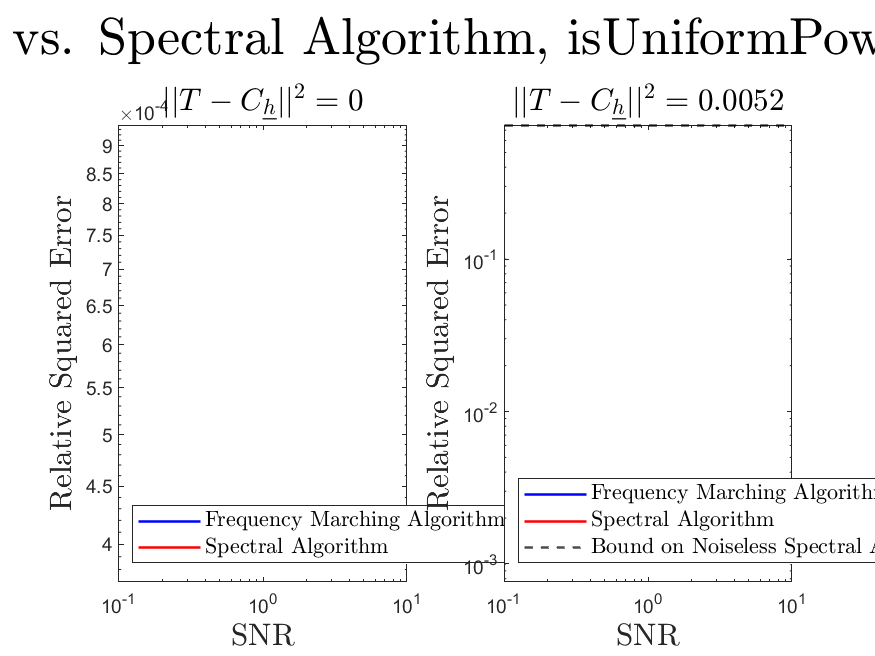 vs. Spectral Algorithm, isUniformPow
||T − C_h||² = 0
×10⁻⁴
9
8.5
8
7.5
7
6.5
6
5.5
5
4.5
4
Relative Squared Error
Frequency Marching Algorithm
Spectral Algorithm
10⁻¹ 10⁰ 10¹
SNR
||T − C_h||² = 0.0052
10⁻¹
10⁻²
10⁻³
Relative Squared Error
Frequency Marching Algorith
Spectral Algorithm
Bound on Noiseless Spectral A
10⁻¹ 10⁰ 10¹
SNR